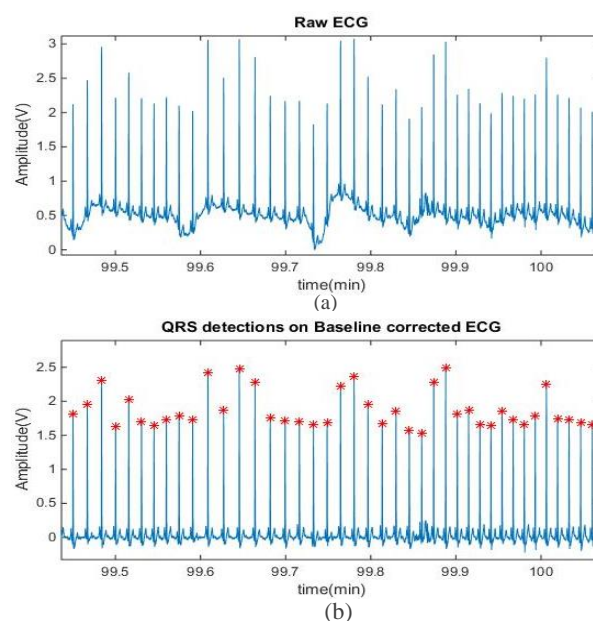 Raw ECG
3
2.5
2
1.5
1
0.5
0
Amplitude(V)
99.5 99.6 99.7 99.8 99.9 100
time(min)
(a)
QRS detections on Baseline corrected ECG
2.5
2
1.5
1
0.5
0
Amplitude(V)
99.5 99.6 99.7 99.8 99.9 100
time(min)
(b)